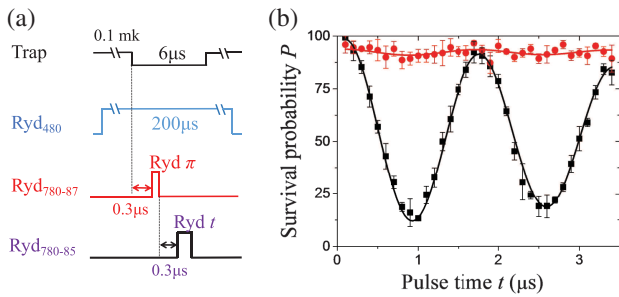 (a)
0.1 mk
Trap
6μs
Ryd480
200μs
Ryd π
Ryd780-87
0.3μs
Ryd t
Ryd780-85
0.3μs
(b)
100
75
50
25
0
Survival probability P
0
1
2
3
Pulse time t (μs)